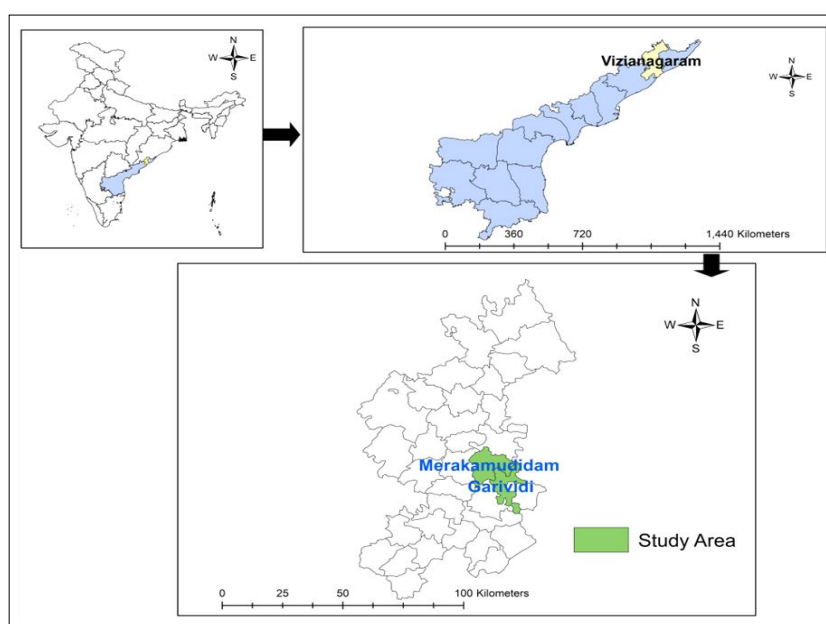 N
W E
S
Vizianagaram
N
W E
S
0 360 720 1,440 Kilometers
N
W E
S
Merakamudidam
Garividi
Study Area
0 25 50 100 Kilometers